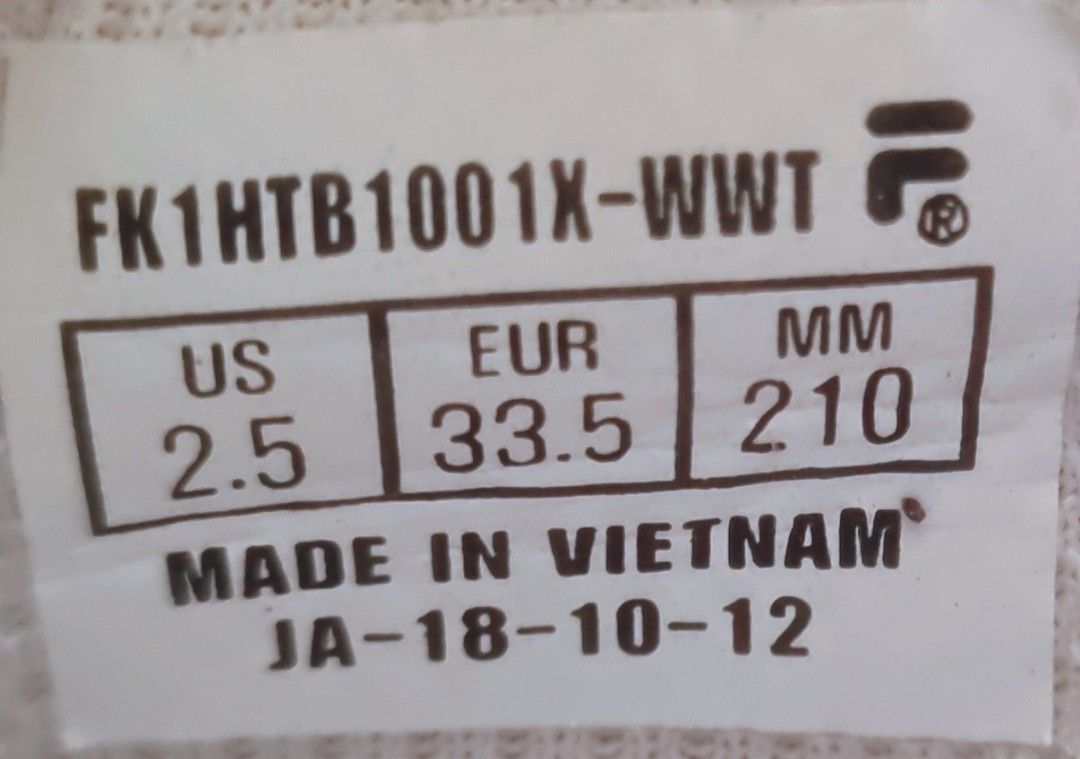 FK1HTB1001X-WWT
®
US EUR MM
2.5 33.5 210
MADE IN VIETNAM
JA-18-10-12